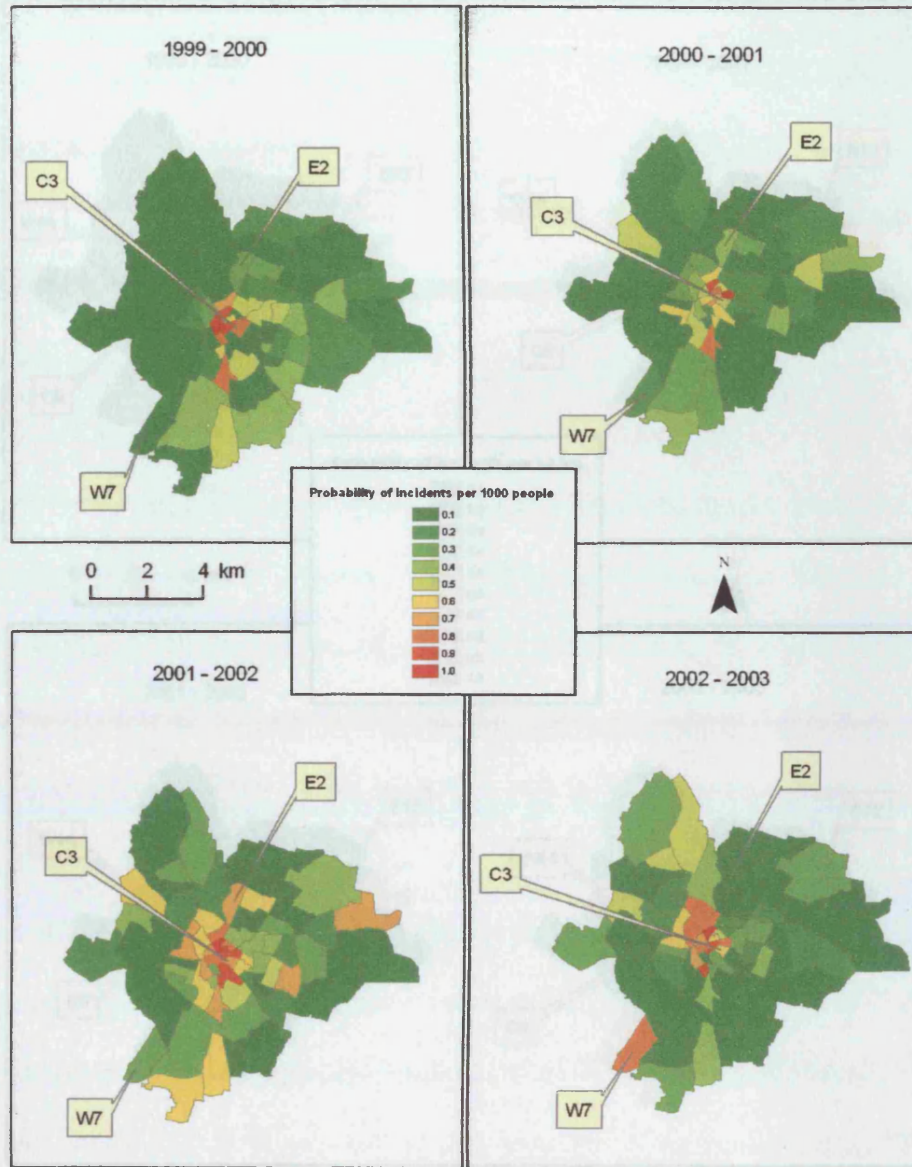 1999 - 2000
C3
E2
W7
2000 - 2001
E2
C3
W7
Probability of incidents per 1000 people
0.1
0.2
0.3
0.4
0.5
0.6
0.7
0.8
0.9
1.0
0 2 4 km
N
2001 - 2002
E2
C3
W7
2002 - 2003
E2
C3
W7